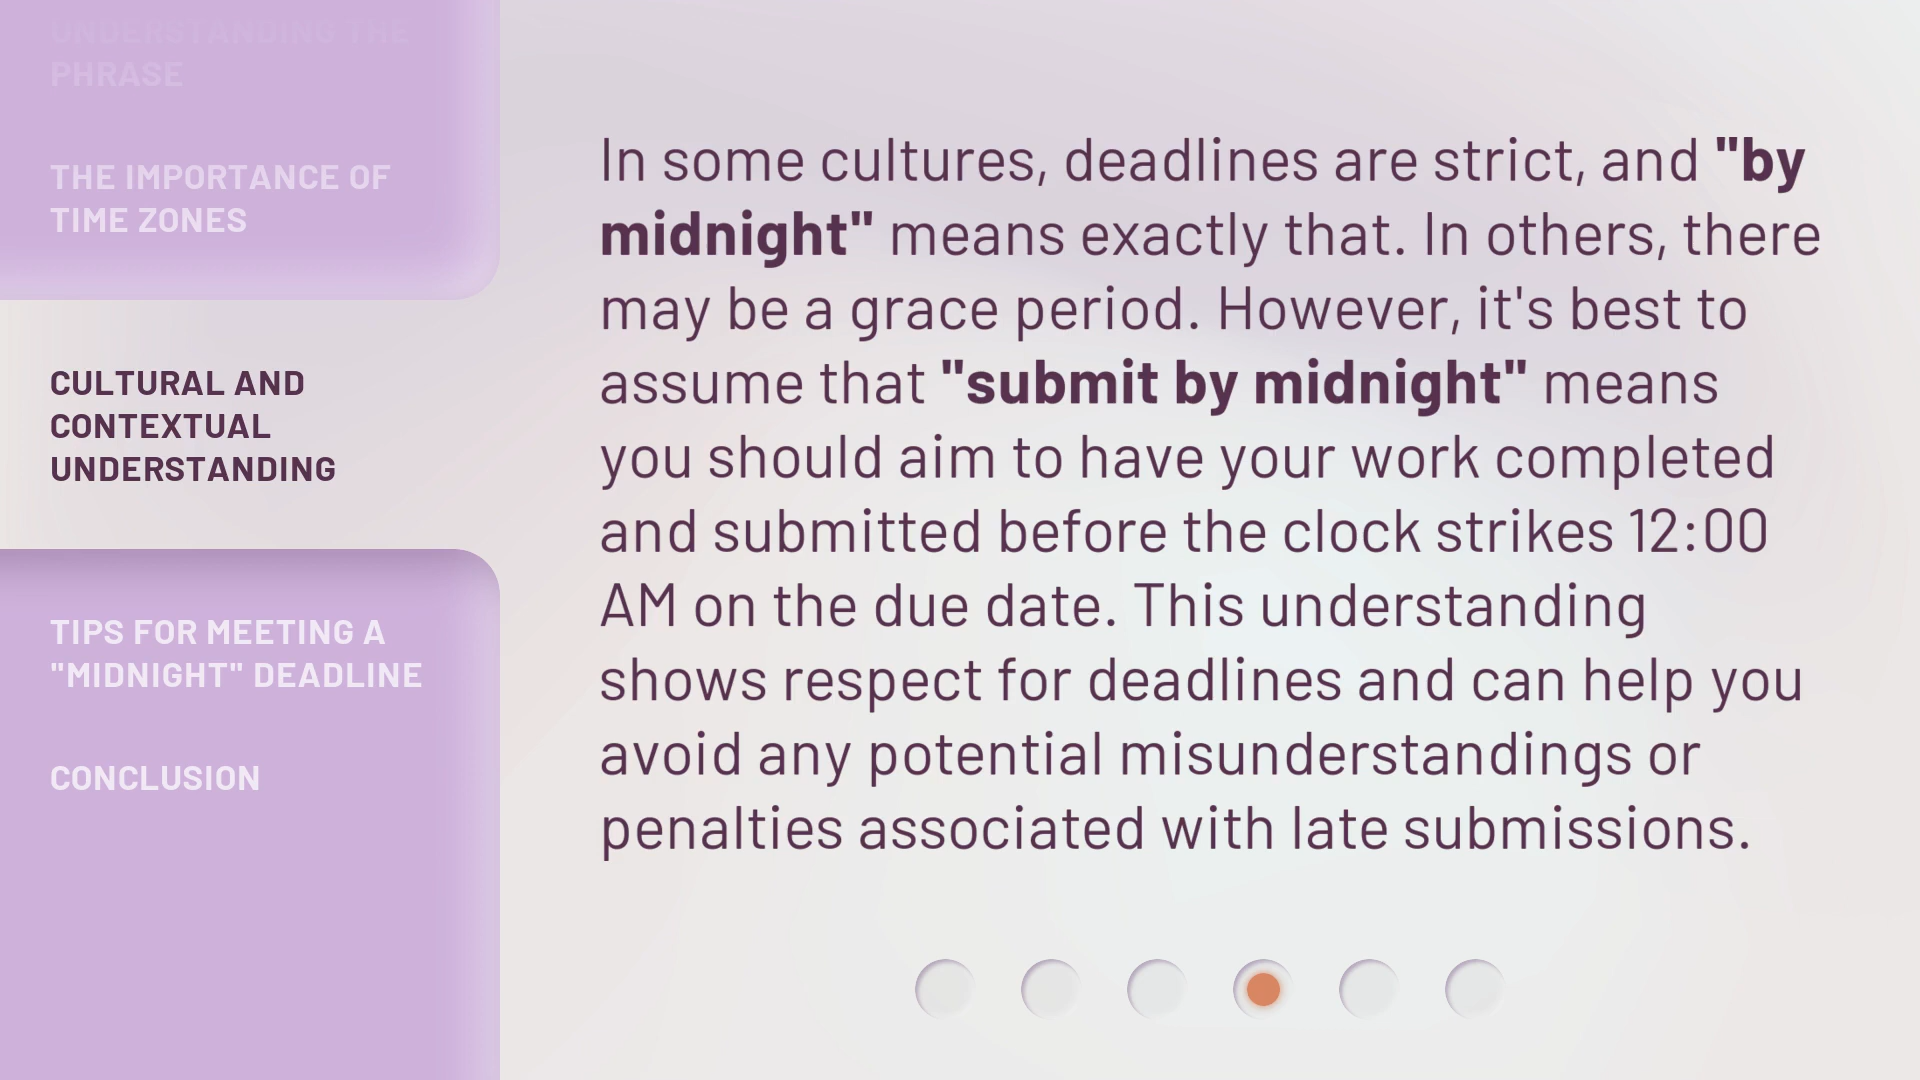 UNDERSTANDING THE
PHRASE
THE IMPORTANCE OF
TIME ZONES
CULTURAL AND
CONTEXTUAL
UNDERSTANDING
TIPS FOR MEETING A
"MIDNIGHT" DEADLINE
CONCLUSION
In some cultures, deadlines are strict, and "by
midnight" means exactly that. In others, there
may be a grace period. However, it's best to
assume that "submit by midnight" means
you should aim to have your work completed
and submitted before the clock strikes 12:00
AM on the due date. This understanding
shows respect for deadlines and can help you
avoid any potential misunderstandings or
penalties associated with late submissions.